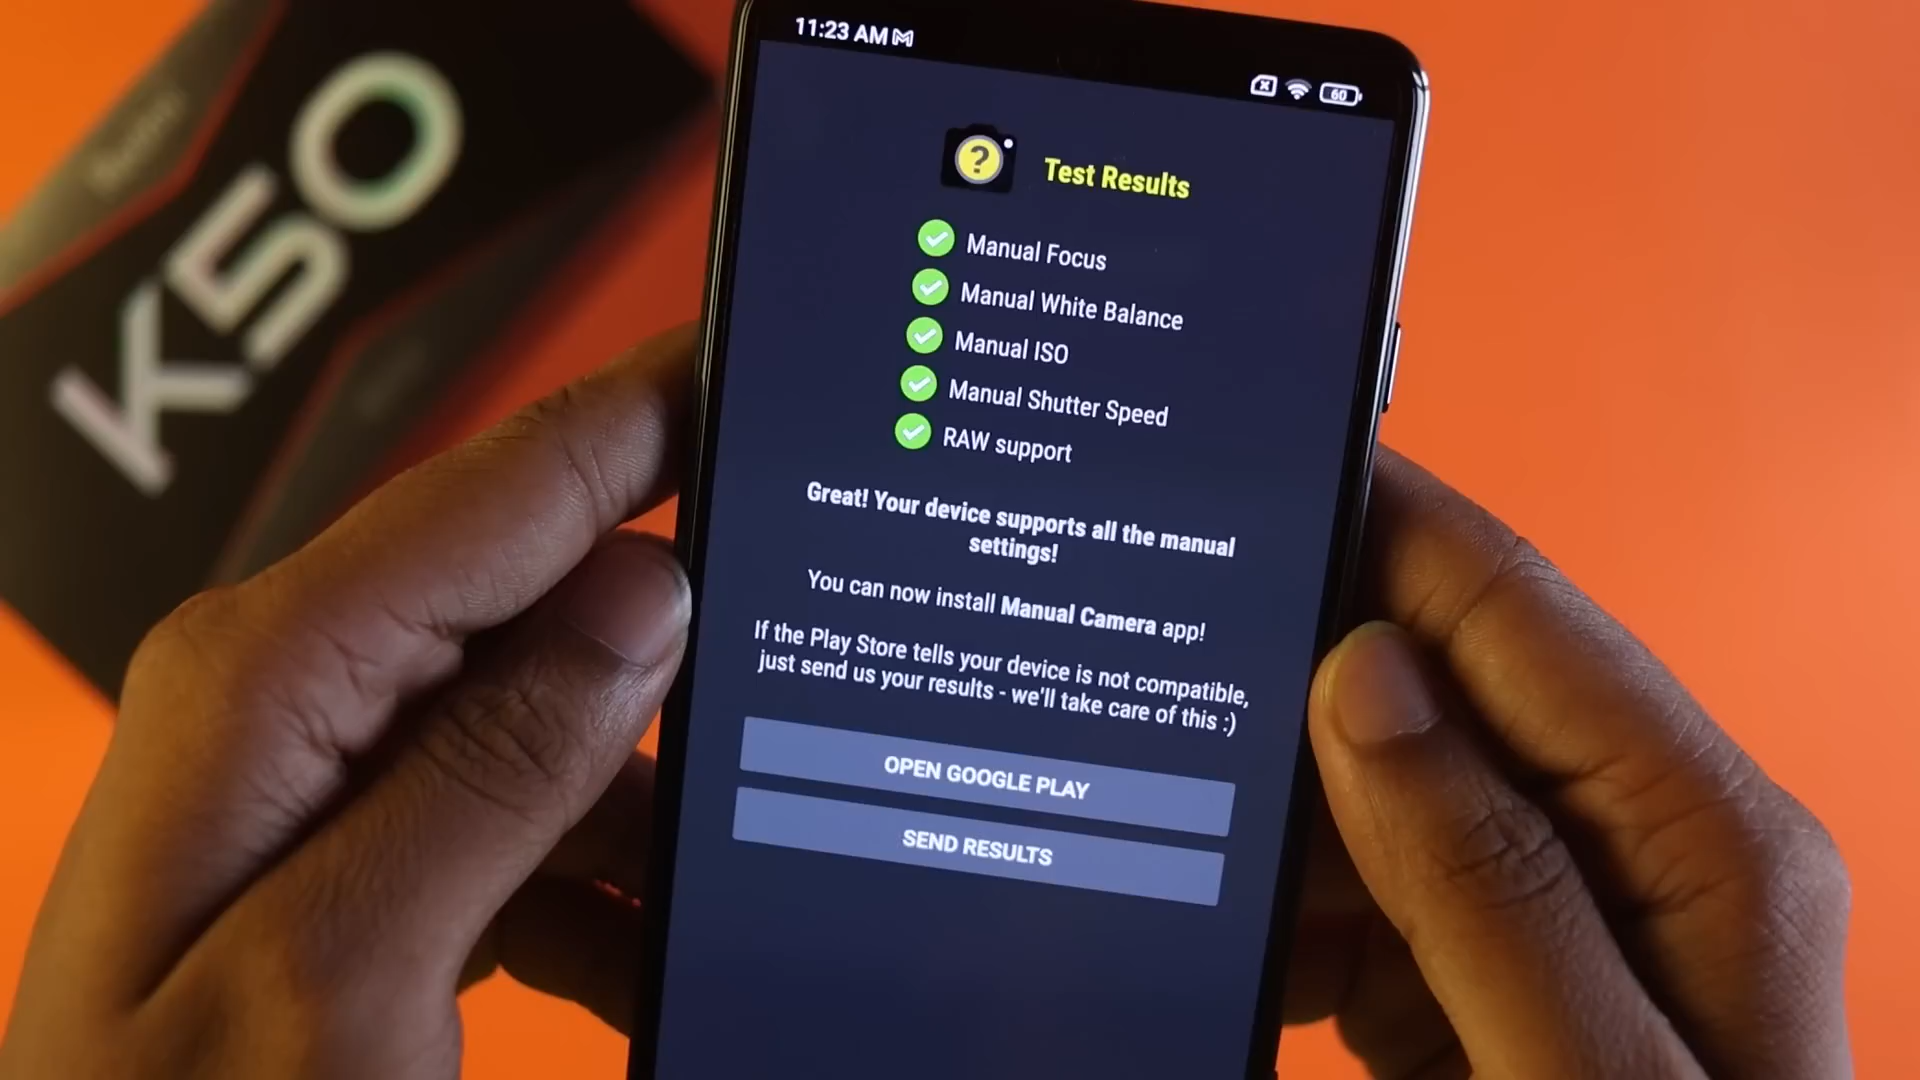 K50
11:23 AM
60
?
Test Results
Manual Focus
Manual White Balance
Manual ISO
Manual Shutter Speed
RAW support
Great! Your device supports all the manual
settings!
You can now install Manual Camera app!
If the Play Store tells your device is not compatible,
just send us your results - we'll take care of this :)
OPEN GOOGLE PLAY
SEND RESULTS